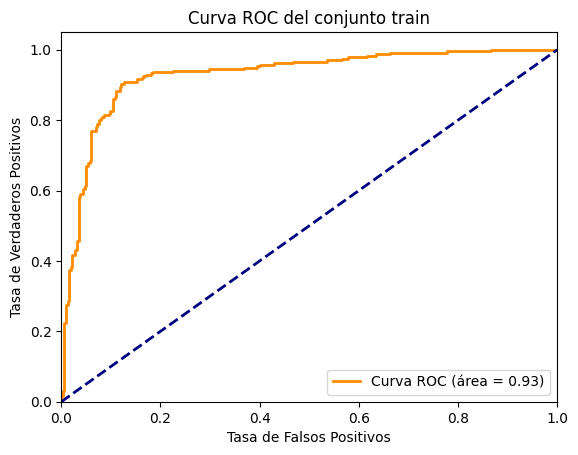 Curva ROC del conjunto train
Tasa de Verdaderos Positivos
1.0
0.8
0.6
0.4
0.2
0.0
0.0 0.2 0.4 0.6 0.8 1.0
Curva ROC (área = 0.93)
Tasa de Falsos Positivos